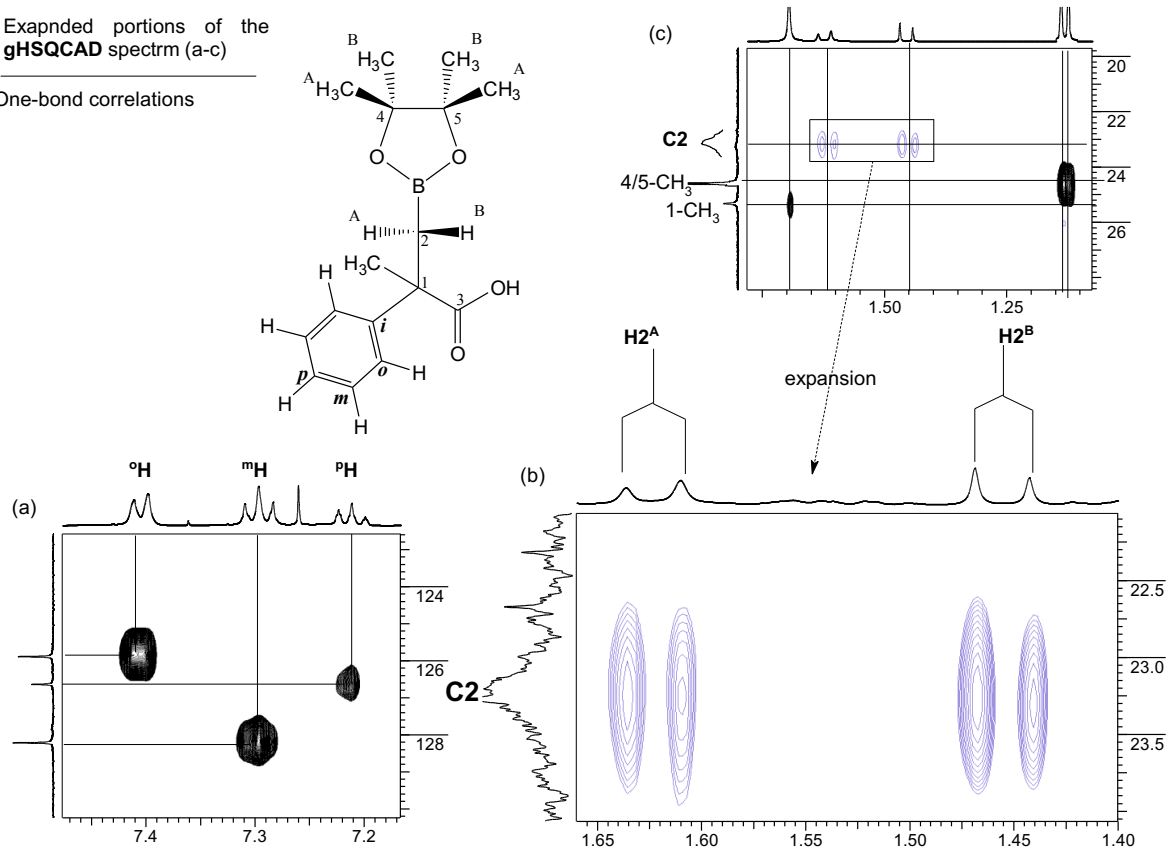 Exapnded portions of the
gHSQCAD spectrm (a-c)
One-bond correlations
B
B
H3C
CH3
A
A
H3C
CH3
4
5
O
O
B
A
B
H
H
2
H3C
1
OH
3
i
O
H
H
o
H
p
m
H
H
(c)
20
C2
22
4/5-CH3
24
1-CH3
26
1.50
1.25
H2A
H2B
expansion
(a)
oH
mH
pH
124
126
128
7.4
7.3
7.2
(b)
C2
22.5
23.0
23.5
1.65
1.60
1.55
1.50
1.45
1.40